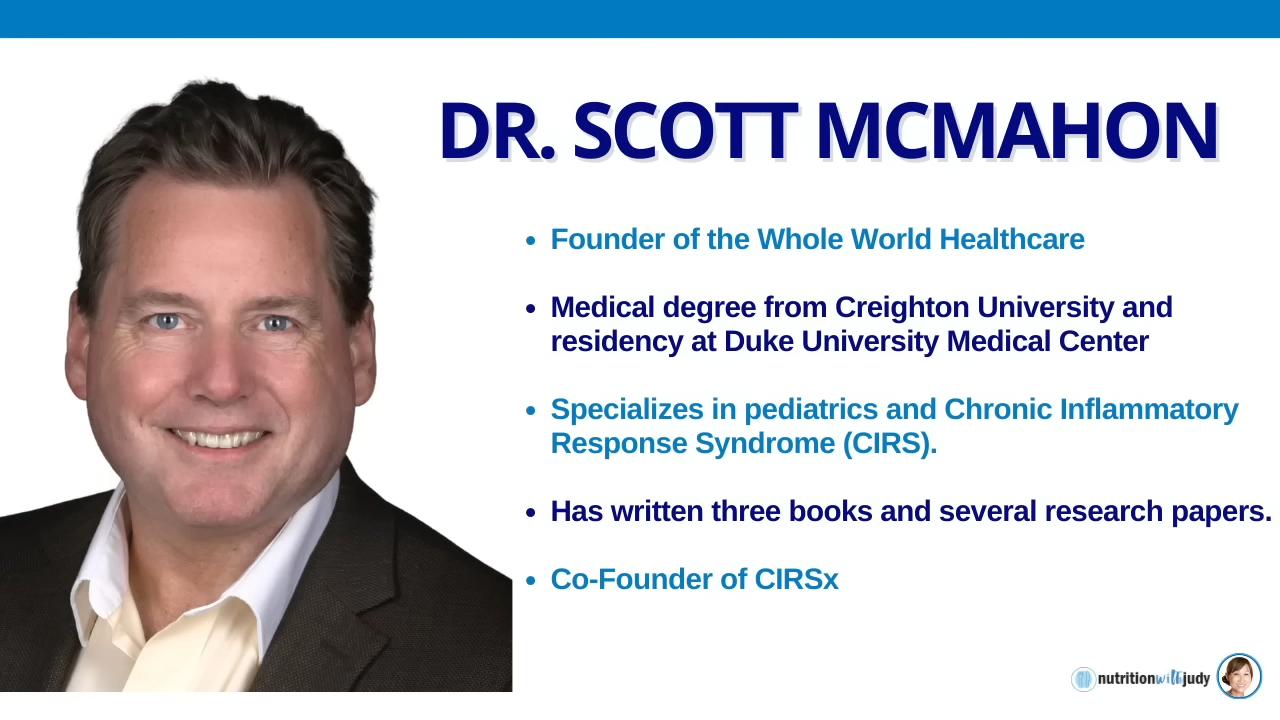 DR. SCOTT MCMAHON
• Founder of the Whole World Healthcare
• Medical degree from Creighton University and
residency at Duke University Medical Center
• Specializes in pediatrics and Chronic Inflammatory
Response Syndrome (CIRS).
• Has written three books and several research papers.
• Co-Founder of CIRSx
nutritionwithjudy